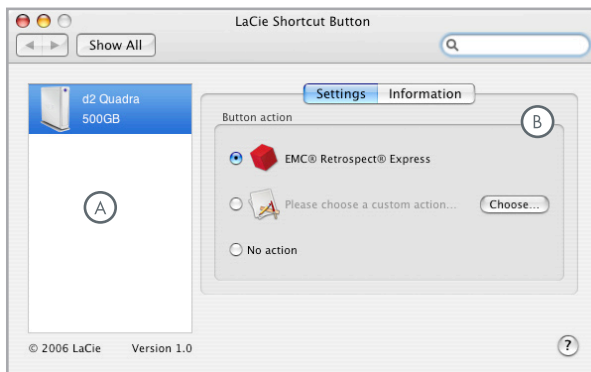 LaCie Shortcut Button
Show All
d2 Quadra
500GB
A
Settings Information
Button action
B
EMC® Retrospect® Express
Please choose a custom action... Choose...
No action
© 2006 LaCie Version 1.0
?